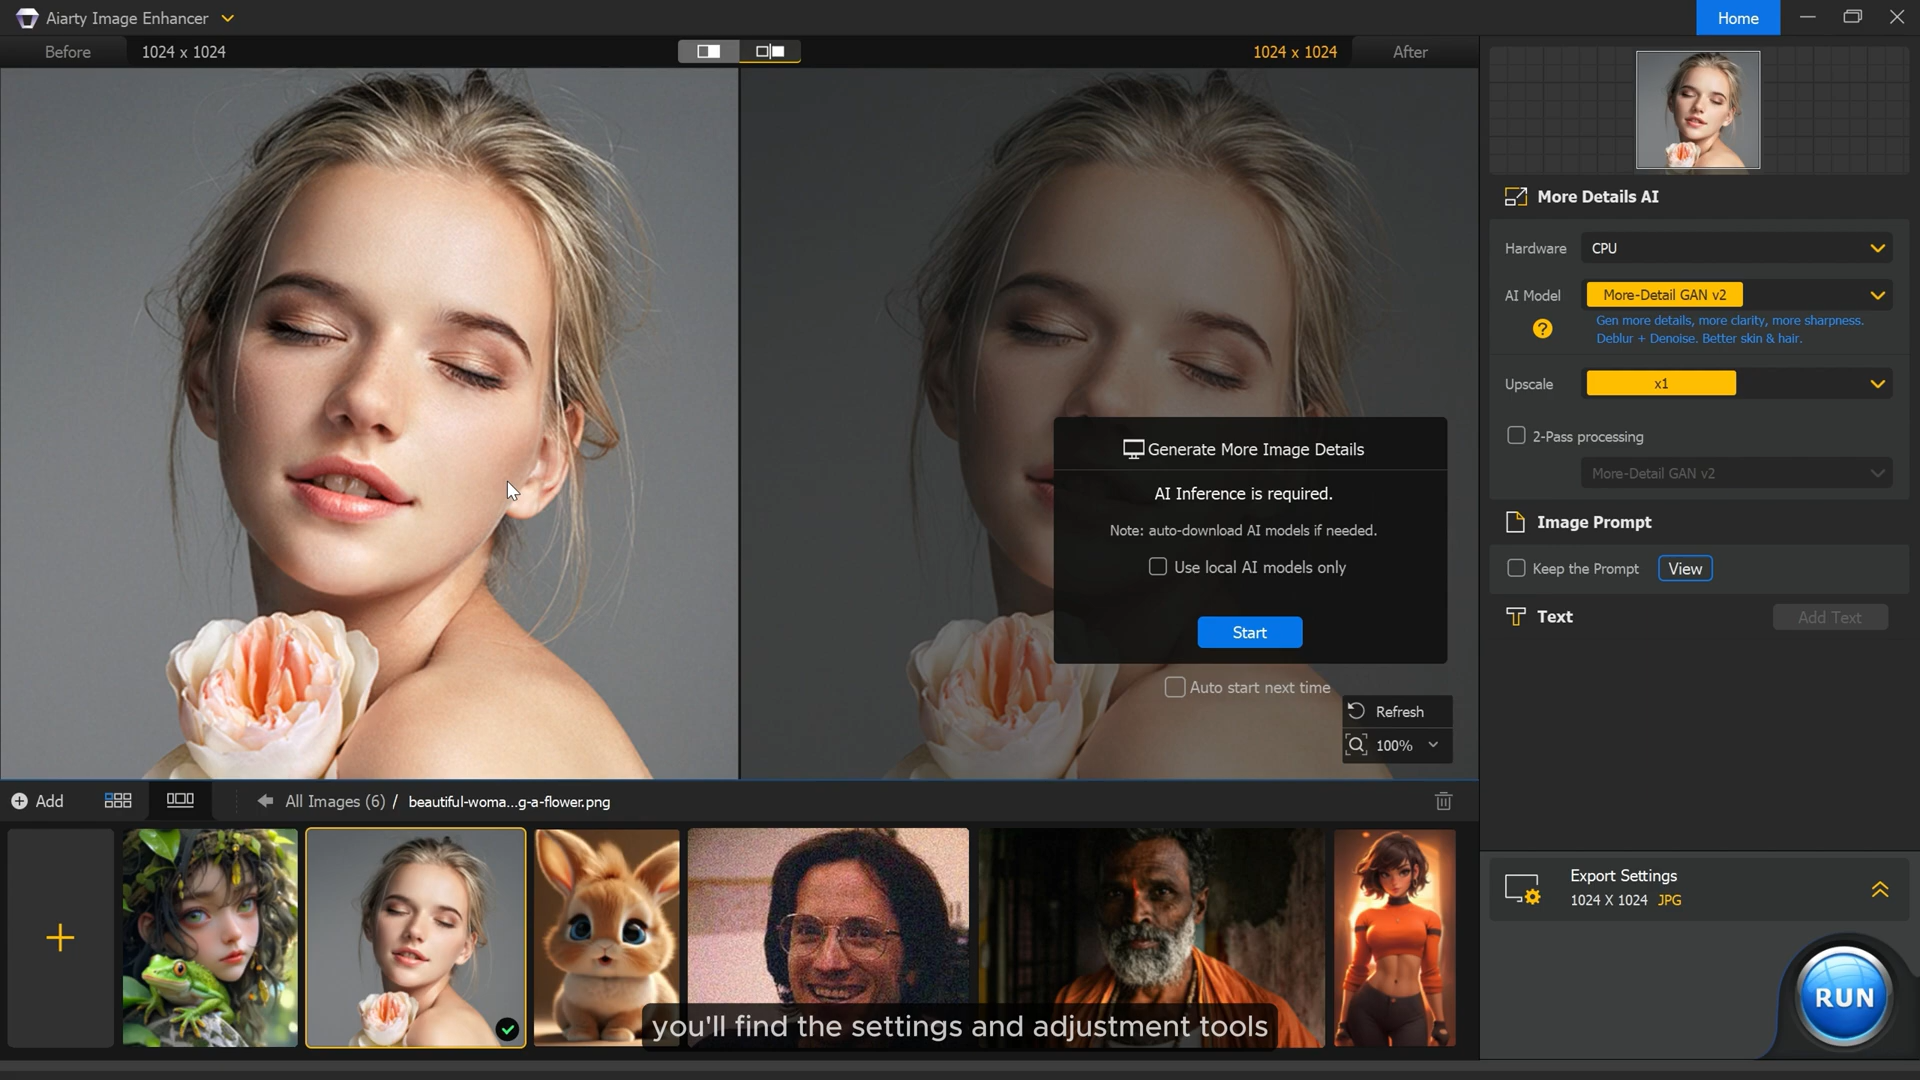 Aiarty Image Enhancer
Home
Before
1024 x 1024
1024 x 1024
After
More Details AI
Hardware
CPU
AI Model
More-Detail GAN v2
?
Gen more details, more clarity, more sharpness.
Deblur + Denoise. Better skin & hair.
Upscale
x1
2-Pass processing
More-Detail GAN v2
Generate More Image Details
AI Inference is required.
Note: auto-download AI models if needed.
Use local AI models only
Start
Auto start next time
Refresh
100%
Image Prompt
Keep the Prompt
View
Text
Add Text
Add
All Images (6) / beautiful-woma...g-a-flower.png
Export Settings
1024 X 1024 JPG
RUN
you'll find the settings and adjustment tools